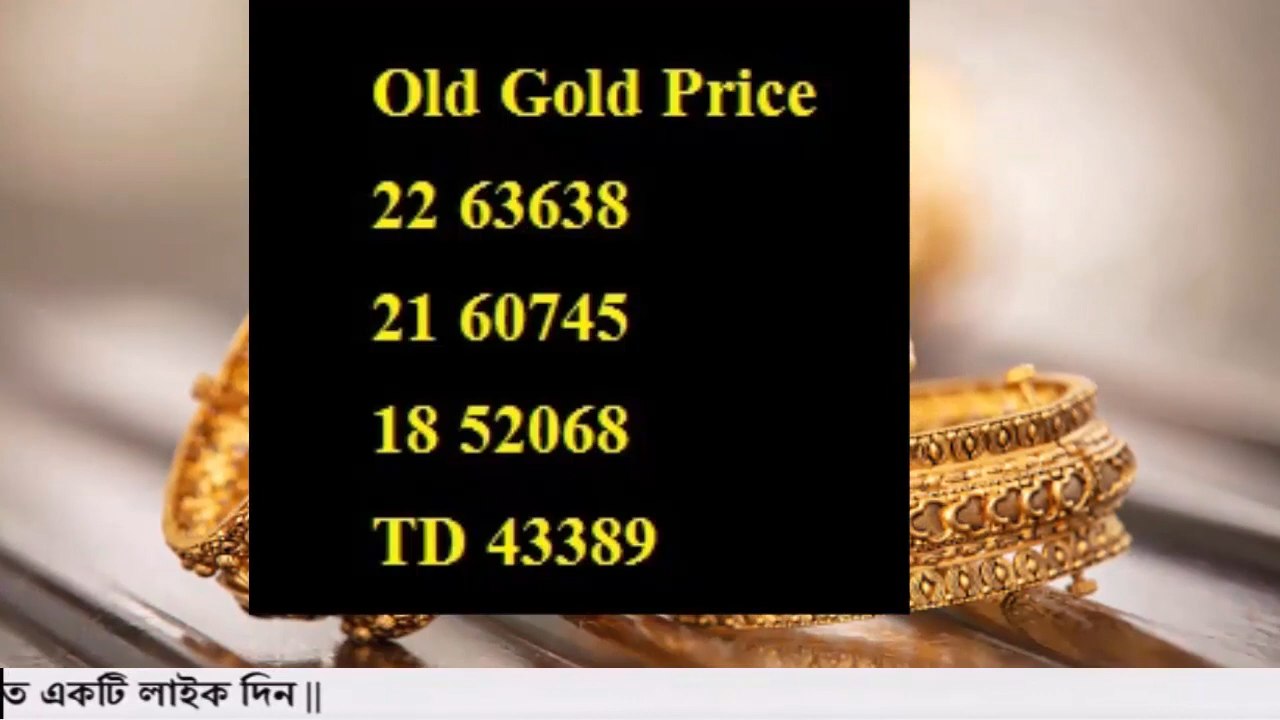 Old Gold Price
22 63638
21 60745
18 52068
TD 43389
একটি লাইক দিন ||